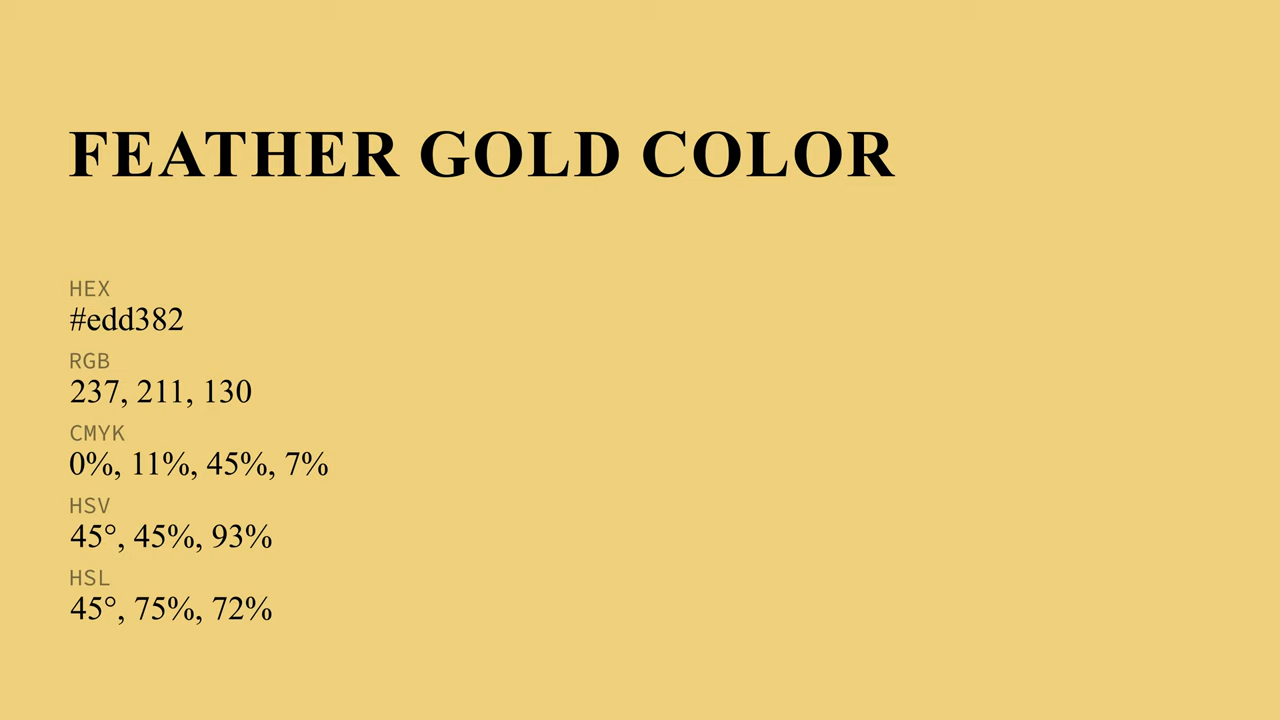 FEATHER GOLD COLOR
HEX
#edd382
RGB
237, 211, 130
CMYK
0%, 11%, 45%, 7%
HSV
45°, 45%, 93%
HSL
45°, 75%, 72%